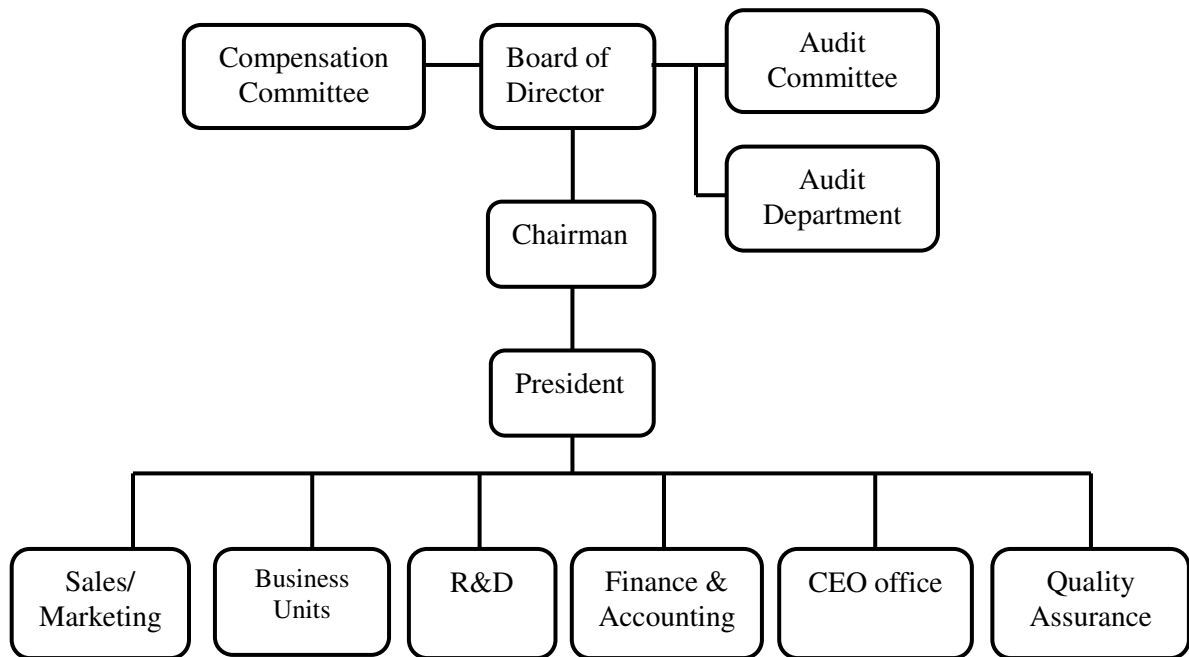 Compensation
Committee
Board of
Director
Audit
Committee
Audit
Department
Chairman
President
Sales/
Marketing
Business
Units
R&D
Finance &
Accounting
CEO office
Quality
Assurance